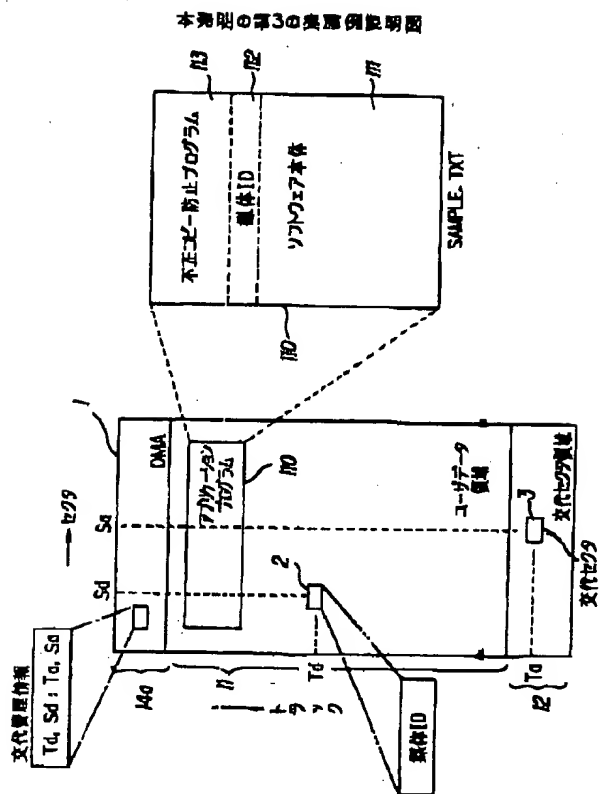 本発明の第3の実施例説明図
交代管理情報
Td, Sd ; Ta, Sa
→セクタ
Sd
Sa
1
DMA
14a
アプリケーション
プログラム
110
トラック
11
Td
2
媒体ID
ユーザデータ
領域
Ta
12
3
交代セクタ領域
交代セクタ
不正コピー防止プログラム
113
媒体ID
112
ソフトウェア本体
111
110
SAMPLE.TXT